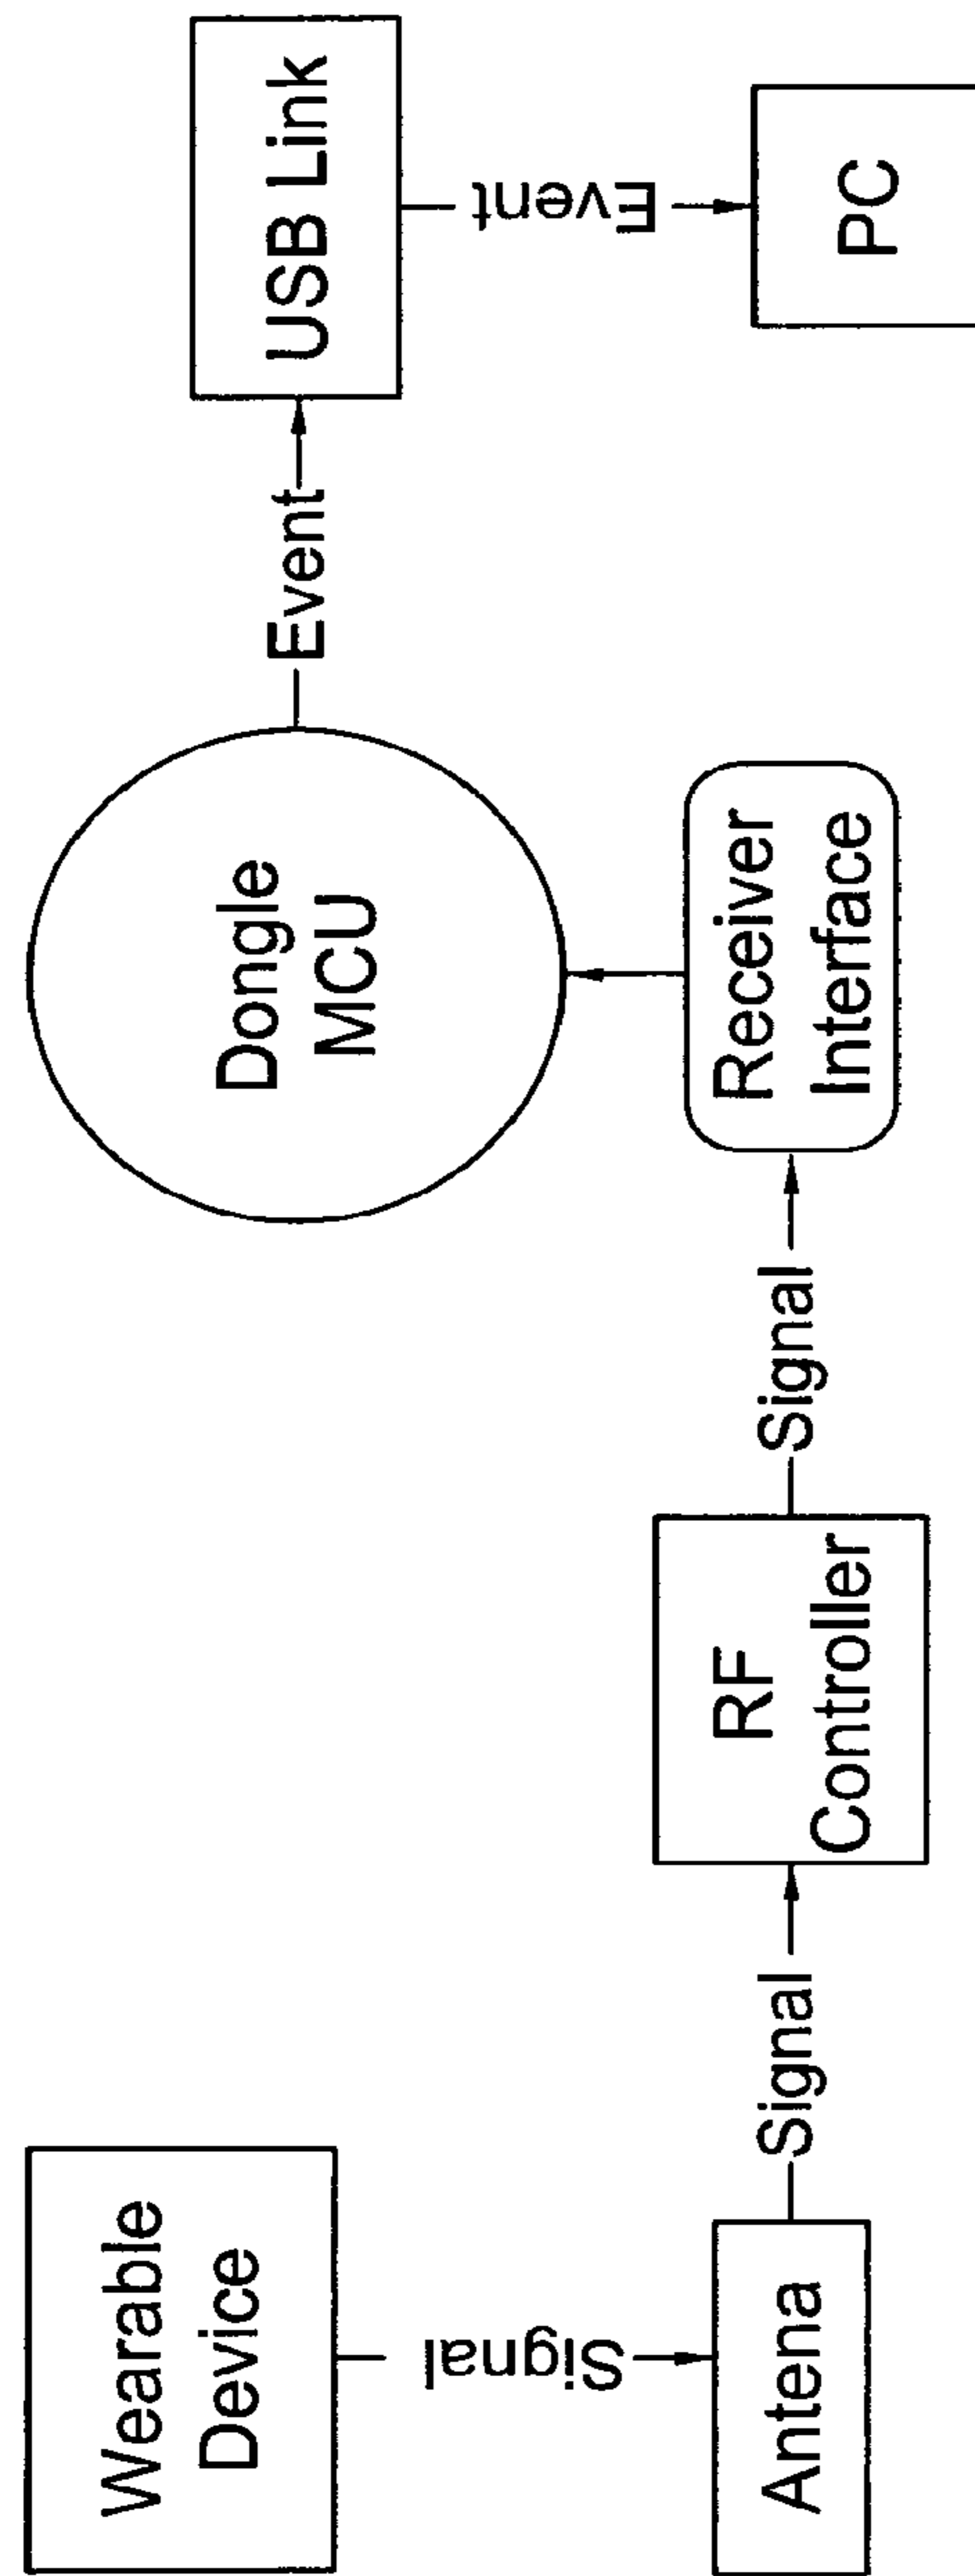 Wearable
Device
Signal
Antena
Signal
RF
Controller
Signal
Receiver
Interface
Dongle
MCU
Event
USB Link
Event
PC